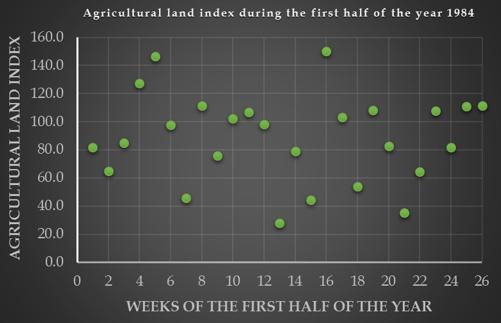 Agricultural land index during the first half of the year 1984
160.0
140.0
120.0
100.0
80.0
60.0
40.0
20.0
0.0
AGRICULTURAL LAND INDEX
0 2 4 6 8 10 12 14 16 18 20 22 24 26
WEEKS OF THE FIRST HALF OF THE YEAR